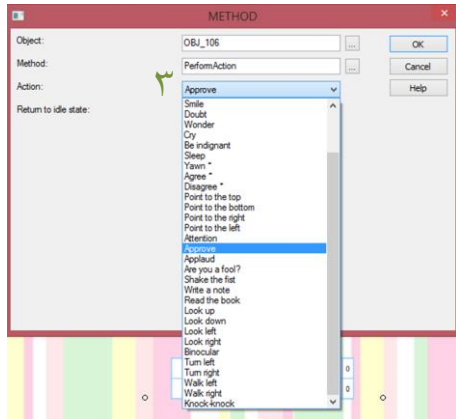 METHOD
Object:
OBJ_106
...
OK
Method:
PerformAction
...
Cancel
٣
Action:
Approve
Help
Return to idle state:
Smile
Doubt
Wonder
Cry
Be indignant
Sleep
Yawn *
Agree *
Disagree *
Point to the top
Point to the bottom
Point to the right
Point to the left
Attention
Approve
Applaud
Are you a fool?
Shake the fist
Write a note
Read the book
Look up
Look down
Look left
Look right
Binocular
Turn left
Turn right
Walk left
Walk right
Knock-knock
0
0